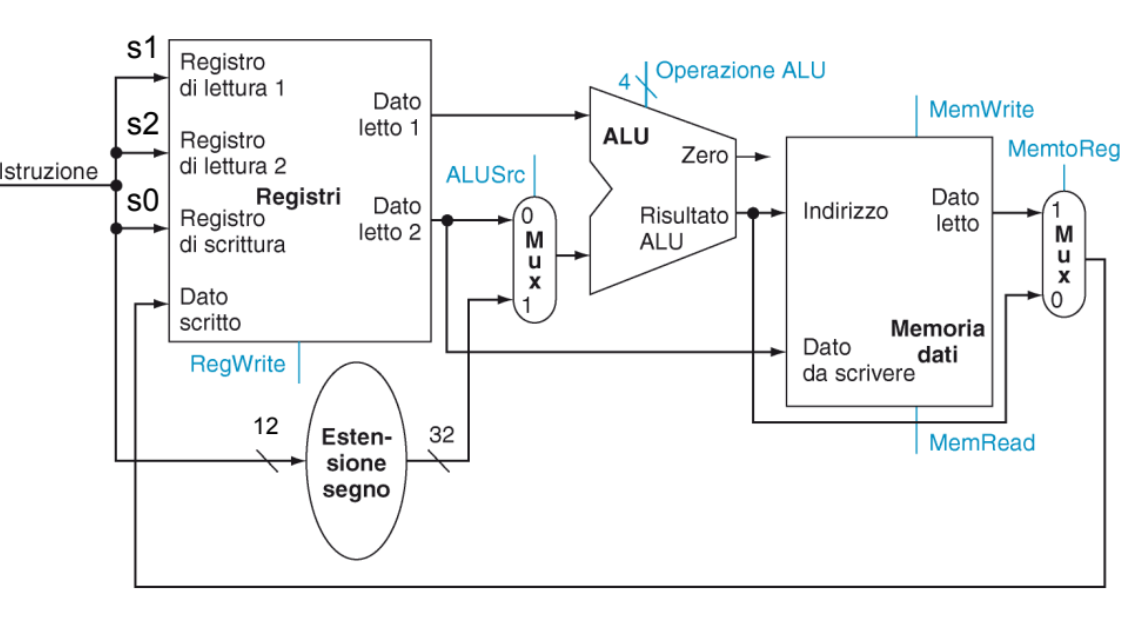 s1
Registro
di lettura 1
s2
Registro
di lettura 2
Istruzione
s0
Registri
Registro
di scrittura
Dato
scritto
Dato
letto 1
Dato
letto 2
RegWrite
12
Esten-
sione
segno
32
ALUSrc
0
M
u
x
1
4
Operazione ALU
ALU
Zero
Risultato
ALU
MemWrite
Indirizzo
Dato
letto
Memoria
dati
Dato
da scrivere
MemRead
MemtoReg
1
M
u
x
0